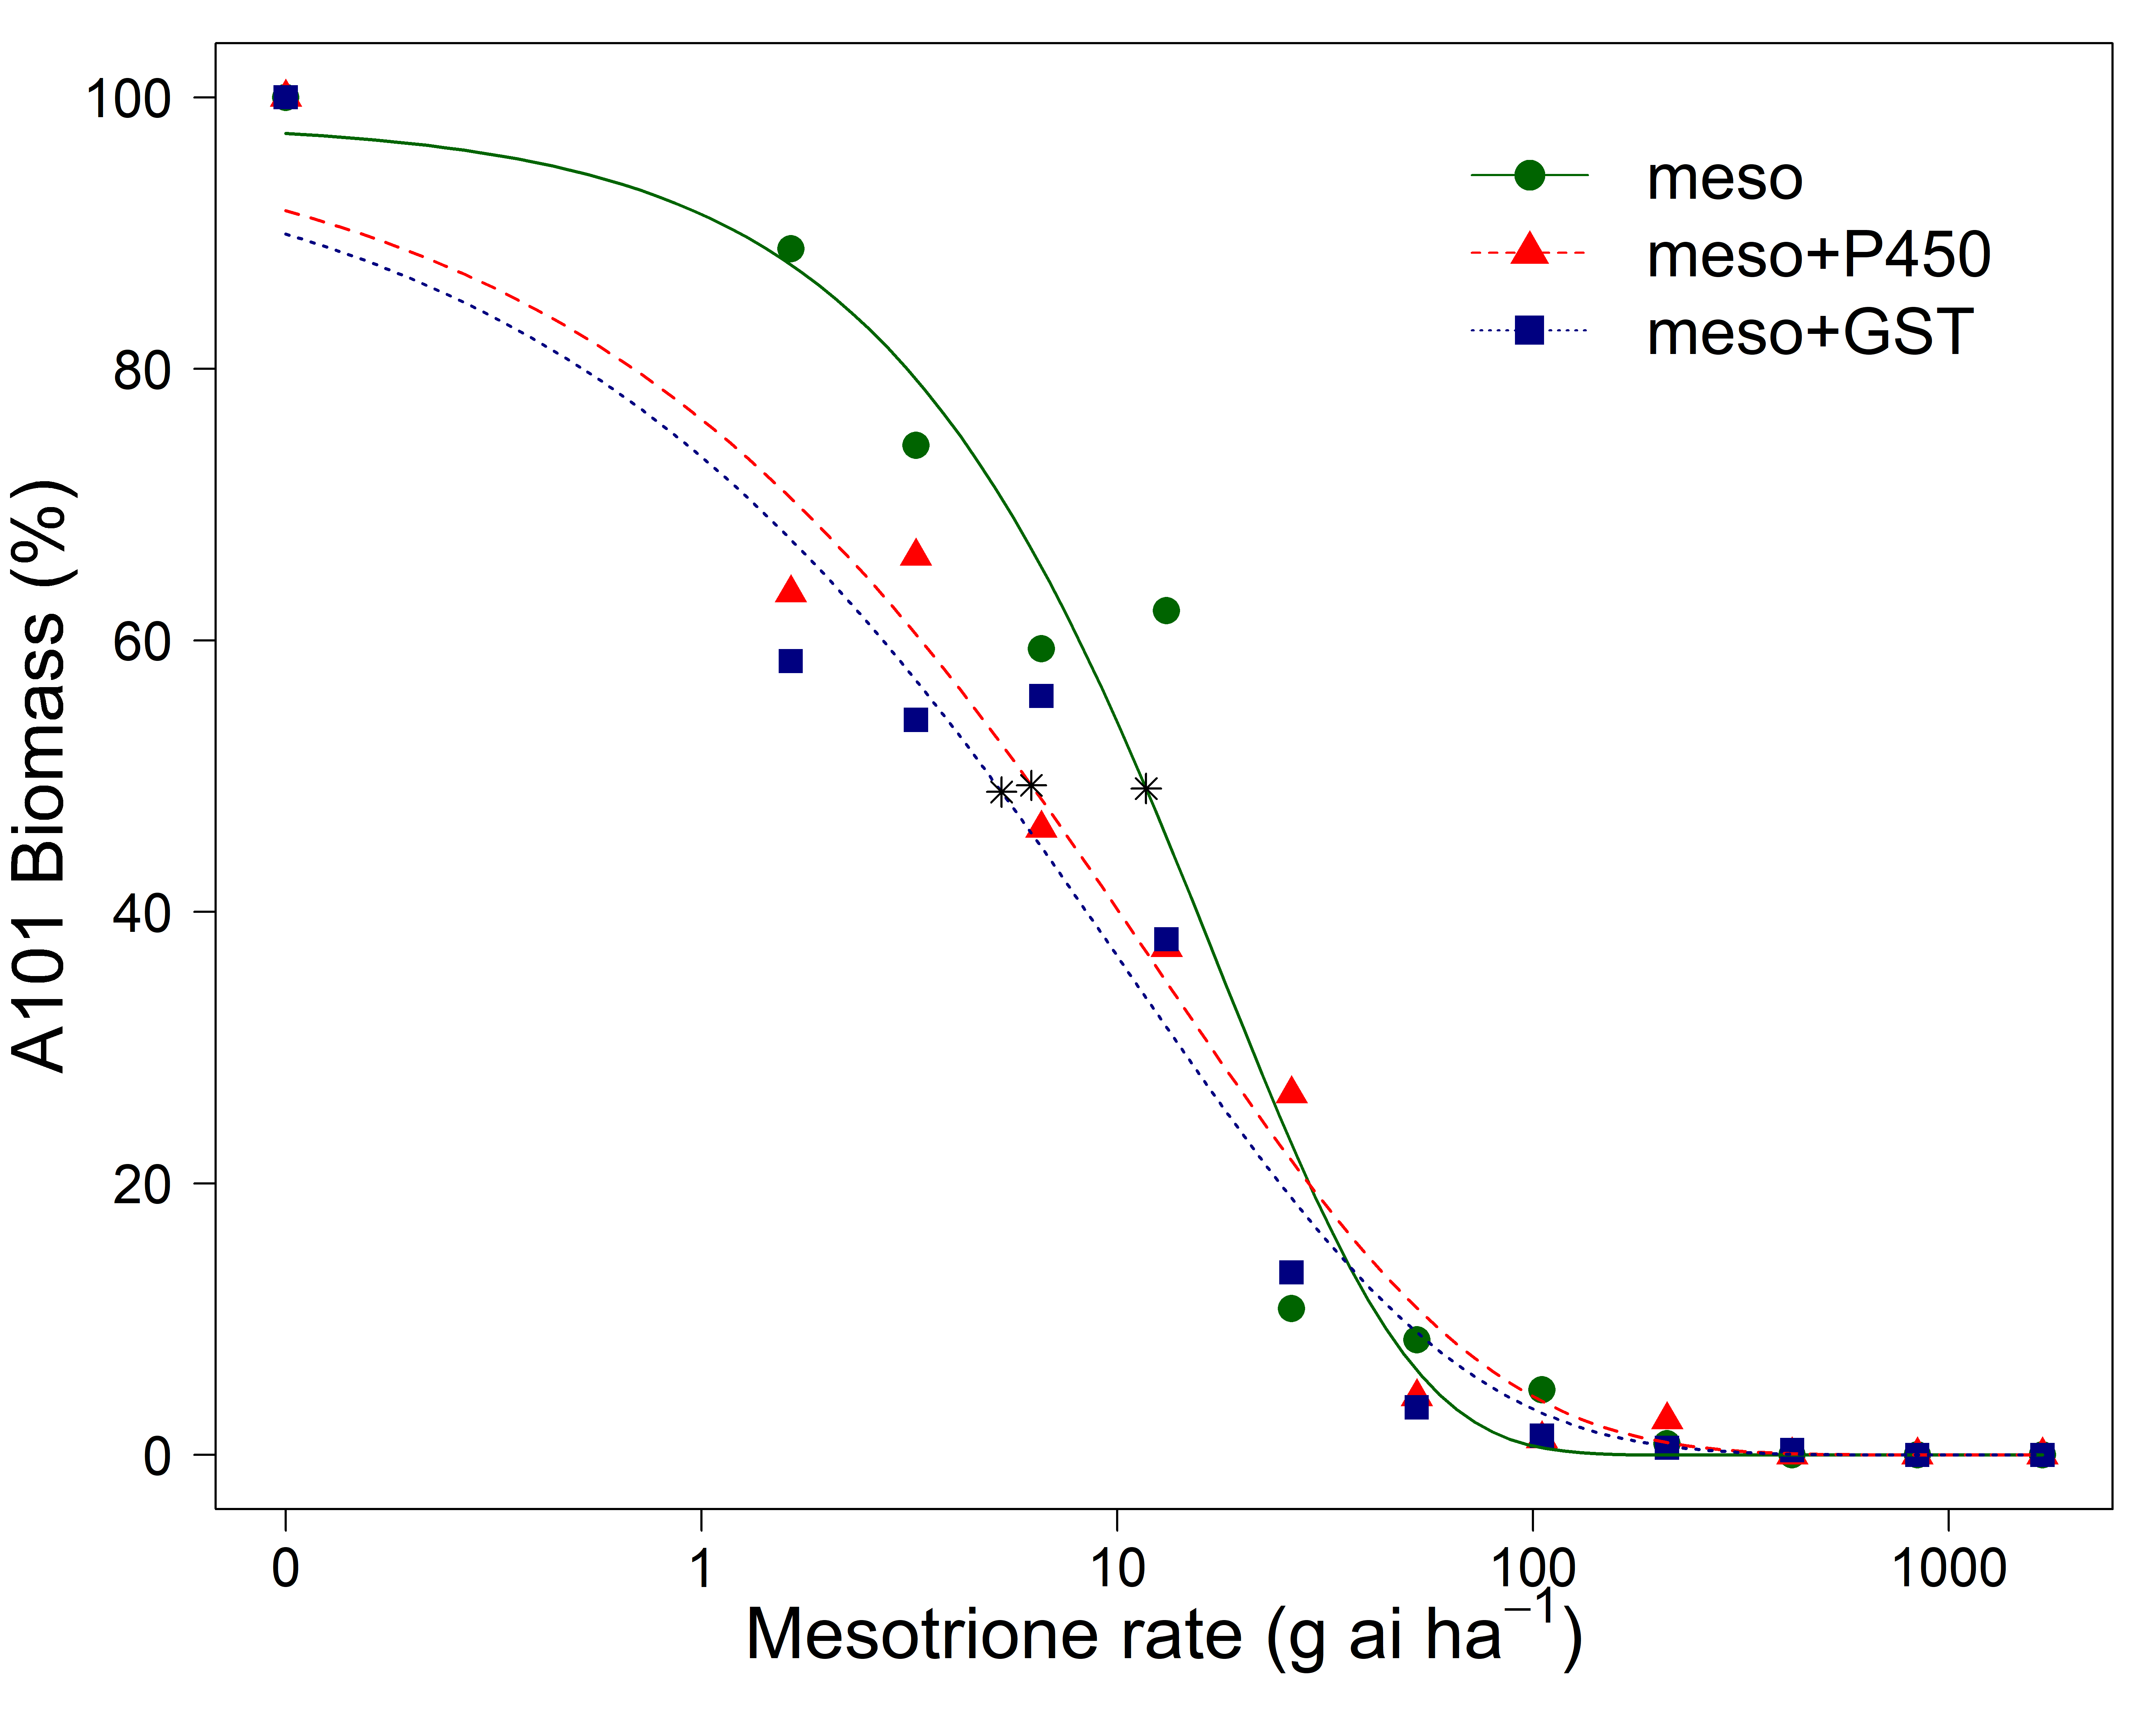 100
80
60
40
20
0
A101 Biomass (%)
meso
meso+P450
meso+GST
0 1 10 100 1000
Mesotrione rate (g ai ha⁻¹)